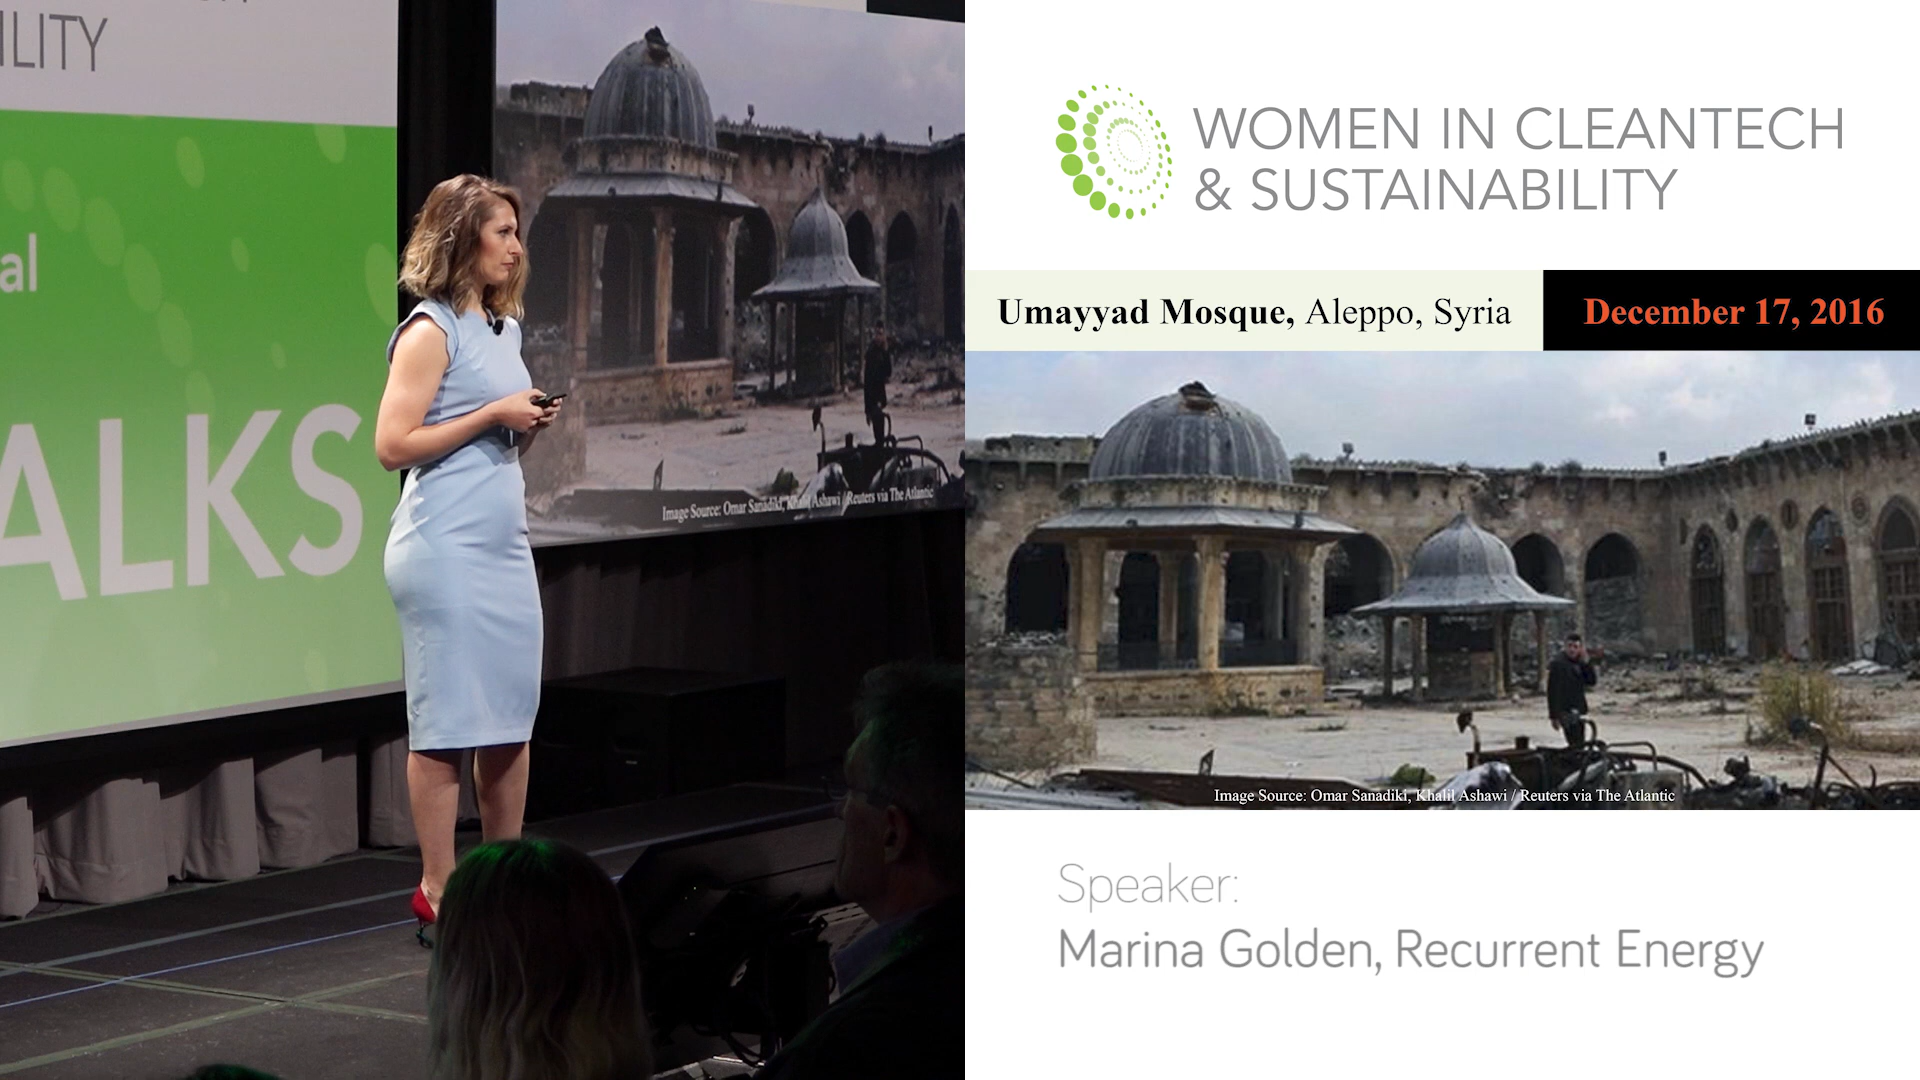 ILITY
al
ALKS
Image Source: Omar Sanadiki, Khalil Ashawi / Reuters via The Atlantic
WOMEN IN CLEANTECH
& SUSTAINABILITY
Umayyad Mosque, Aleppo, Syria
December 17, 2016
Image Source: Omar Sanadiki, Khalil Ashawi / Reuters via The Atlantic
Speaker:
Marina Golden, Recurrent Energy